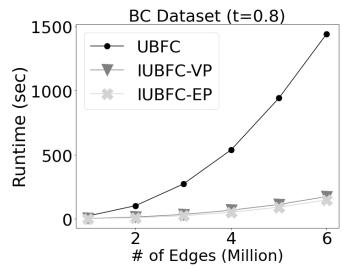 BC Dataset (t=0.8)
UBFC
IUBFC-VP
IUBFC-EP
Runtime (sec)
1500
1000
500
0
2
4
6
# of Edges (Million)